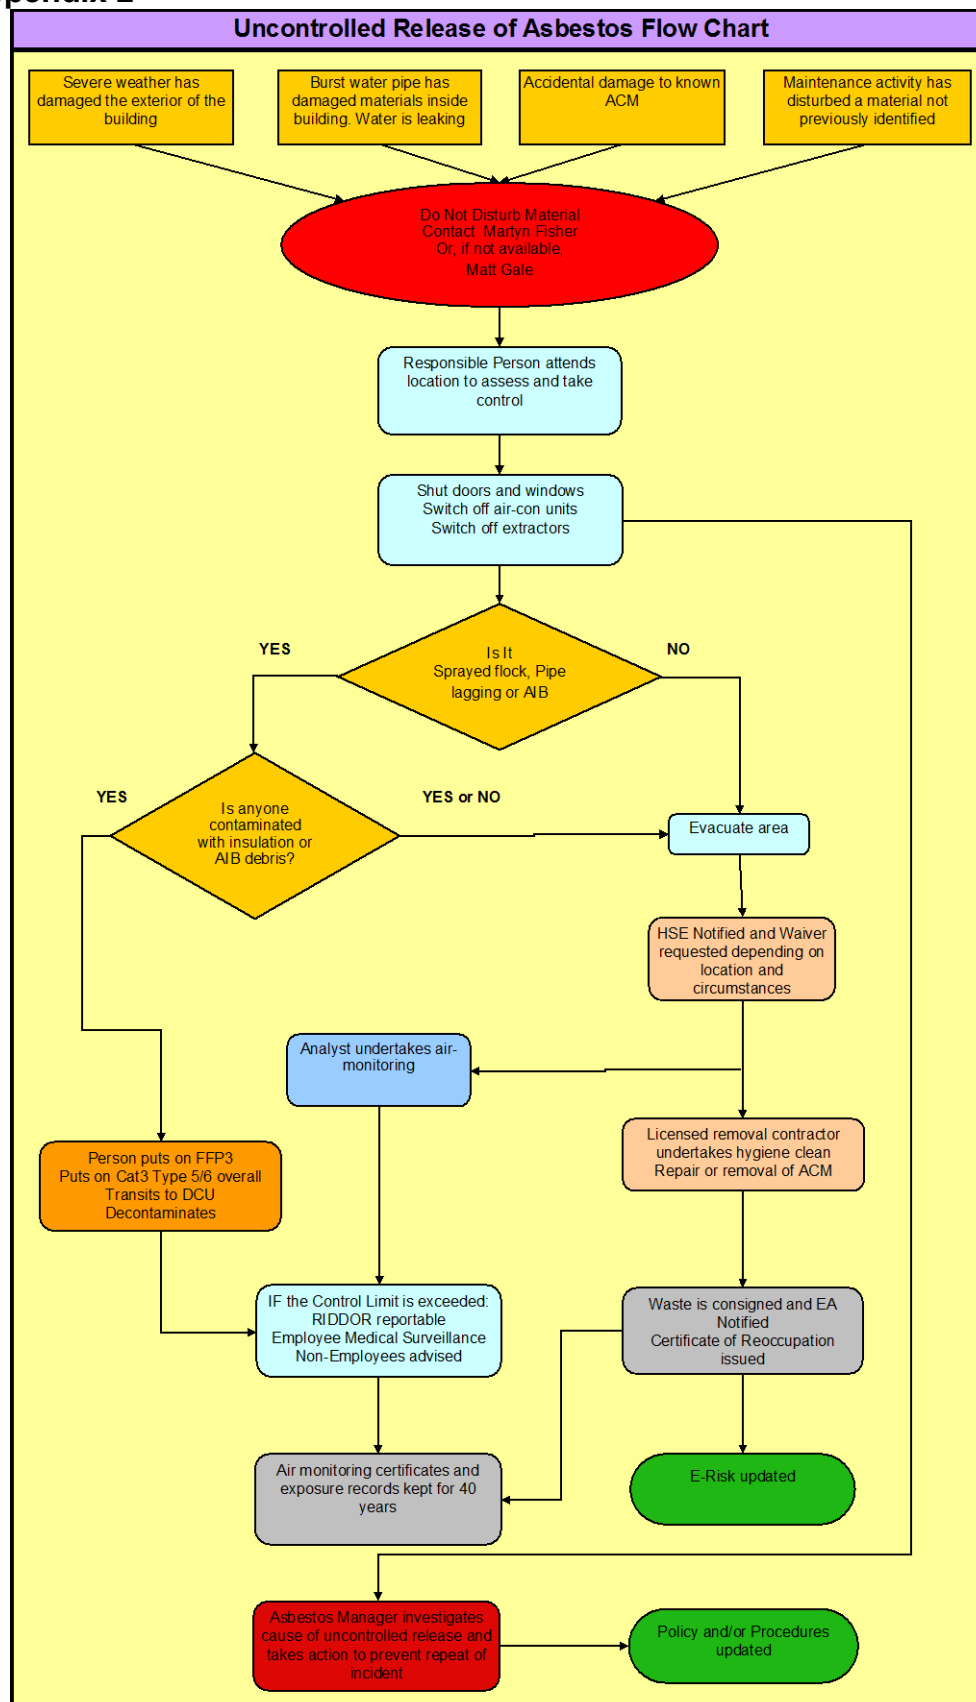 Uncontrolled Release of Asbestos Flow Chart
Severe weather has
damaged the exterior of the
building
Burst water pipe has
damaged materials inside
building. Water is leaking
Accidental damage to known
ACM
Maintenance activity has
disturbed a material not
previously identified
Do Not Disturb Material
Contact Martyn Fisher
Or, if not available,
Matt Gale
Responsible Person attends
location to assess and take
control
Shut doors and windows
Switch off air-con units
Switch off extractors
YES
Is It
Sprayed flock, Pipe
lagging or AIB
NO
YES
Is anyone
contaminated
with insulation or
AIB debris?
YES or NO
Evacuate area
HSE Notified and Waiver
requested depending on
location and
circumstances
Analyst undertakes air-
monitoring
Licensed removal contractor
undertakes hygiene clean
Repair or removal of ACM
Person puts on FFP3
Puts on Cat3 Type 5/6 overall
Transits to DCU
Decontaminates
IF the Control Limit is exceeded:
RIDDOR reportable
Employee Medical Surveillance
Non-Employees advised
Waste is consigned and EA
Notified
Certificate of Reoccupation
issued
Air monitoring certificates and
exposure records kept for 40
years
E-Risk updated
Asbestos Manager investigates
cause of uncontrolled release and
takes action to prevent repeat of
incident
Policy and/or Procedures
updated